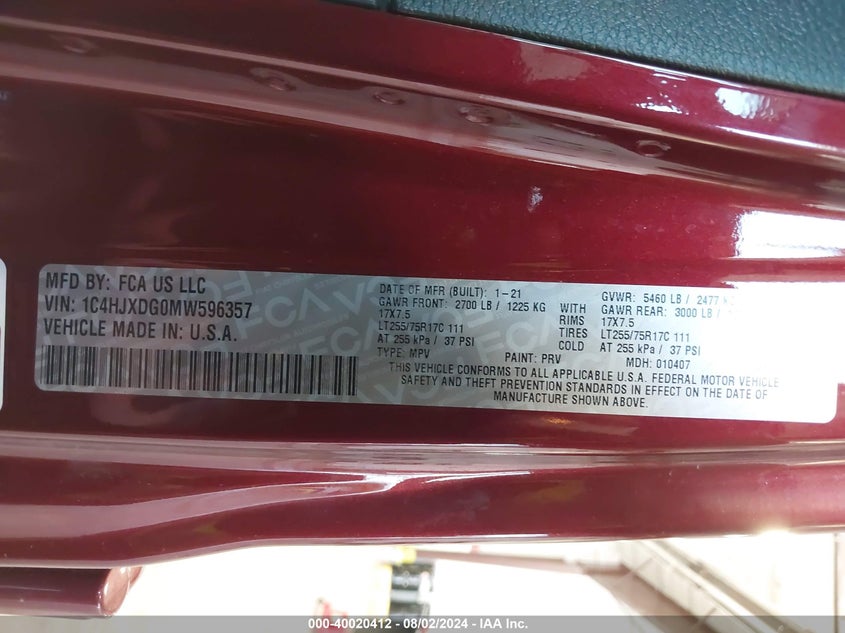 MFD BY: FCA US LLC
VIN: 1C4HJXDG0MW596357
VEHICLE MADE IN: U.S.A.
DATE OF MFR (BUILT): 1-21
GAWR FRONT: 2700 LB / 1225 KG WITH
17X7.5 RIMS
LT255/75R17C 111 TIRES
AT 255 kPa / 37 PSI COLD
TYPE: MPV
GVWR: 5460 LB / 2477
GAWR REAR: 3000 LB /
17X7.5
LT255/75R17C 111
AT 255 kPa / 37 PSI
PAINT: PRV MDH: 010407
THIS VEHICLE CONFORMS TO ALL APPLICABLE U.S.A. FEDERAL MOTOR VEHICLE
SAFETY AND THEFT PREVENTION STANDARDS IN EFFECT ON THE DATE OF
MANUFACTURE SHOWN ABOVE.
000-40020412 - 08/02/2024 - IAA Inc.